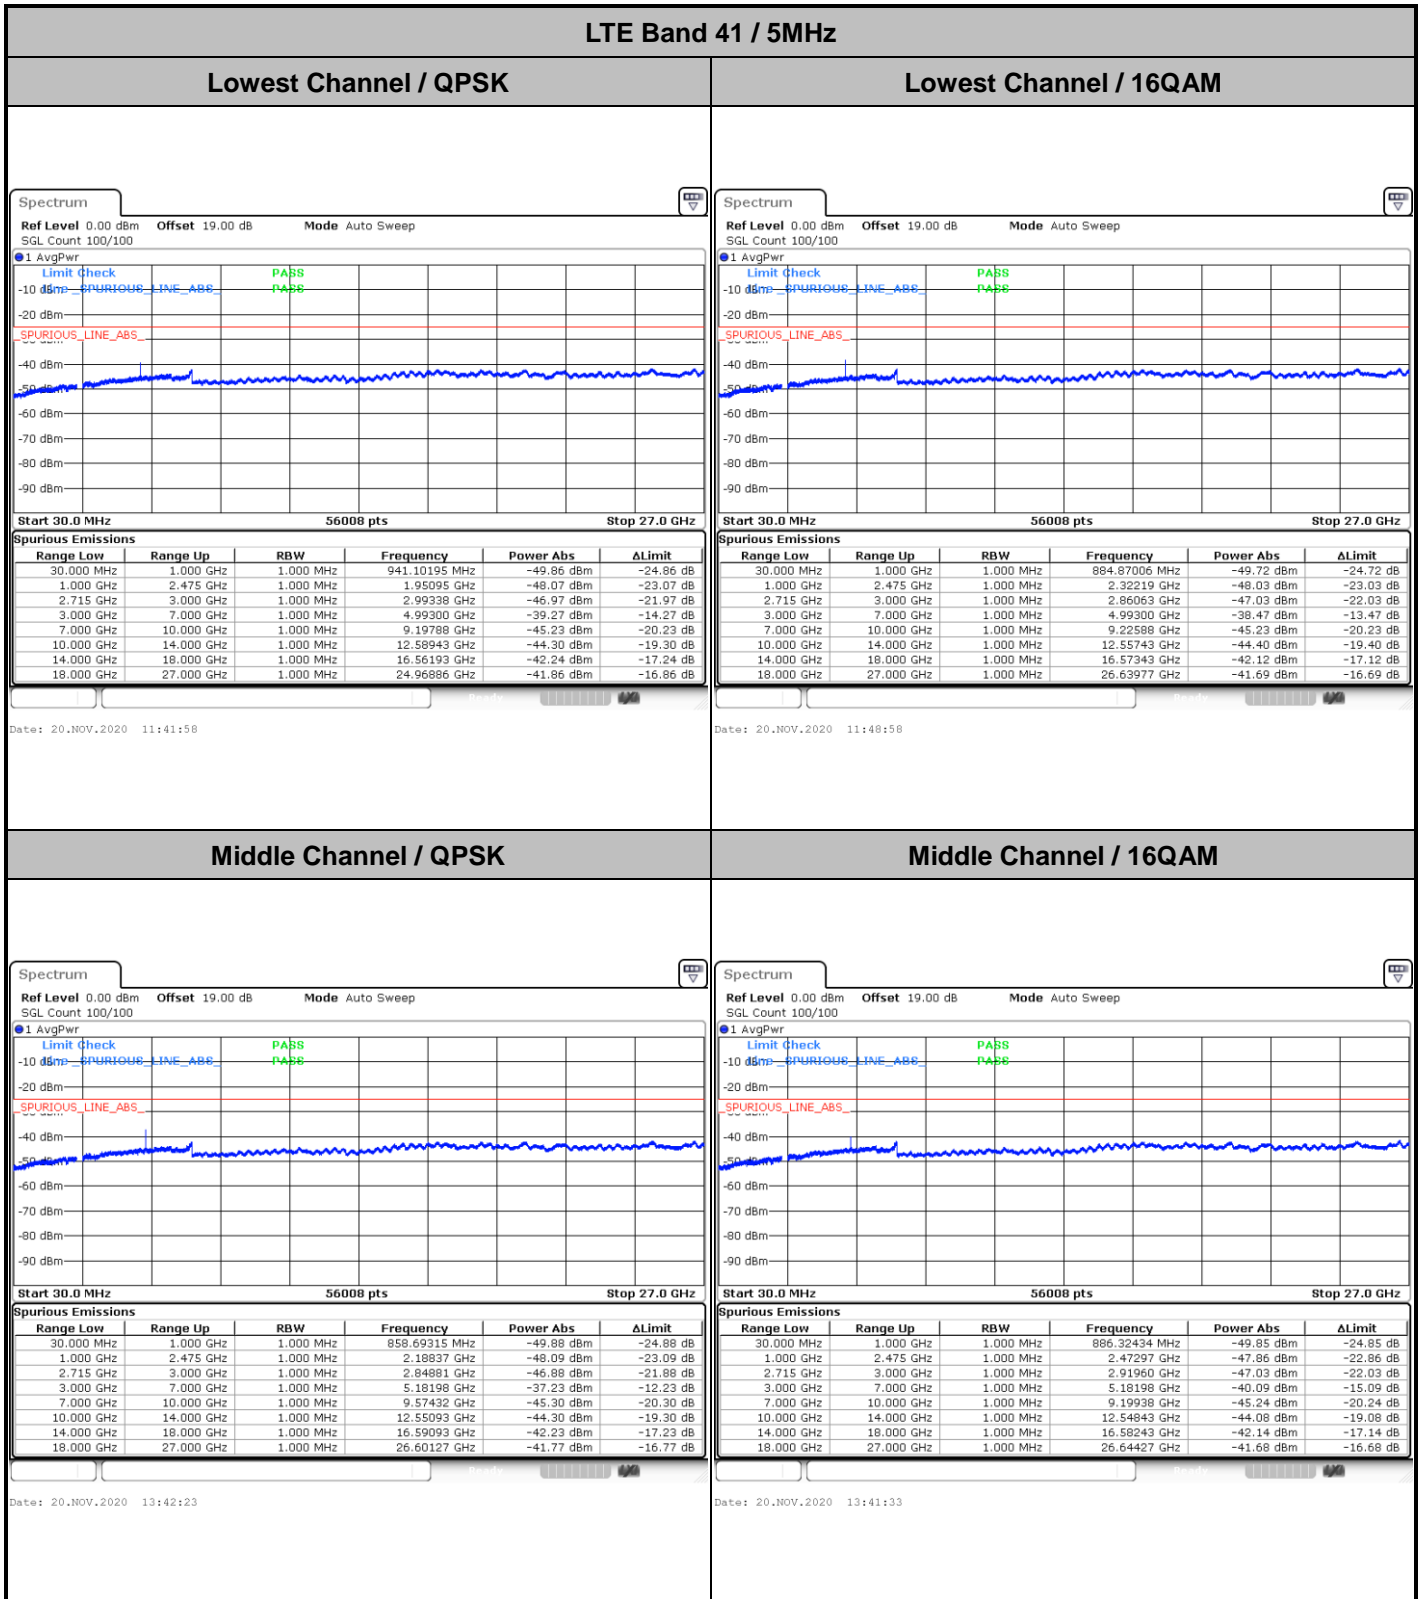 LTE Band 41 / 5MHz
Lowest Channel / QPSK
Lowest Channel / 16QAM
Spectrum
Ref Level 0.00 dBm Offset 19.00 dB Mode Auto Sweep
SGL Count 100/100
1 AvgPwr
Limit Check PASS
Line _SPURIOUS_LINE_ABS_ PASS
-10 dBm
-20 dBm
_SPURIOUS_LINE_ABS_
-40 dBm
-50 dBm
-60 dBm
-70 dBm
-80 dBm
-90 dBm
Start 30.0 MHz 56008 pts Stop 27.0 GHz
Spurious Emissions
Range Low Range Up RBW Frequency Power Abs ΔLimit
30.000 MHz 1.000 GHz 1.000 MHz 941.10195 MHz -49.86 dBm -24.86 dB
1.000 GHz 2.475 GHz 1.000 MHz 1.95095 GHz -48.07 dBm -23.07 dB
2.715 GHz 3.000 GHz 1.000 MHz 2.99338 GHz -46.97 dBm -21.97 dB
3.000 GHz 7.000 GHz 1.000 MHz 4.99300 GHz -39.27 dBm -14.27 dB
7.000 GHz 10.000 GHz 1.000 MHz 9.19788 GHz -45.23 dBm -20.23 dB
10.000 GHz 14.000 GHz 1.000 MHz 12.58943 GHz -44.30 dBm -19.30 dB
14.000 GHz 18.000 GHz 1.000 MHz 16.56193 GHz -42.24 dBm -17.24 dB
18.000 GHz 27.000 GHz 1.000 MHz 24.96886 GHz -41.86 dBm -16.86 dB
Date: 20.NOV.2020 11:41:58
Spectrum
Ref Level 0.00 dBm Offset 19.00 dB Mode Auto Sweep
SGL Count 100/100
1 AvgPwr
Limit Check PASS
Line _SPURIOUS_LINE_ABS_ PASS
-10 dBm
-20 dBm
_SPURIOUS_LINE_ABS_
-40 dBm
-50 dBm
-60 dBm
-70 dBm
-80 dBm
-90 dBm
Start 30.0 MHz 56008 pts Stop 27.0 GHz
Spurious Emissions
Range Low Range Up RBW Frequency Power Abs ΔLimit
30.000 MHz 1.000 GHz 1.000 MHz 884.87006 MHz -49.72 dBm -24.72 dB
1.000 GHz 2.475 GHz 1.000 MHz 2.32219 GHz -48.03 dBm -23.03 dB
2.715 GHz 3.000 GHz 1.000 MHz 2.86063 GHz -47.03 dBm -22.03 dB
3.000 GHz 7.000 GHz 1.000 MHz 4.99300 GHz -38.47 dBm -13.47 dB
7.000 GHz 10.000 GHz 1.000 MHz 9.22588 GHz -45.23 dBm -20.23 dB
10.000 GHz 14.000 GHz 1.000 MHz 12.55743 GHz -44.40 dBm -19.40 dB
14.000 GHz 18.000 GHz 1.000 MHz 16.57343 GHz -42.12 dBm -17.12 dB
18.000 GHz 27.000 GHz 1.000 MHz 26.63977 GHz -41.69 dBm -16.69 dB
Date: 20.NOV.2020 11:48:58
Middle Channel / QPSK
Middle Channel / 16QAM
Spectrum
Ref Level 0.00 dBm Offset 19.00 dB Mode Auto Sweep
SGL Count 100/100
1 AvgPwr
Limit Check PASS
Line _SPURIOUS_LINE_ABS_ PASS
-10 dBm
-20 dBm
_SPURIOUS_LINE_ABS_
-40 dBm
-50 dBm
-60 dBm
-70 dBm
-80 dBm
-90 dBm
Start 30.0 MHz 56008 pts Stop 27.0 GHz
Spurious Emissions
Range Low Range Up RBW Frequency Power Abs ΔLimit
30.000 MHz 1.000 GHz 1.000 MHz 858.69315 MHz -49.88 dBm -24.88 dB
1.000 GHz 2.475 GHz 1.000 MHz 2.18837 GHz -48.09 dBm -23.09 dB
2.715 GHz 3.000 GHz 1.000 MHz 2.84881 GHz -46.88 dBm -21.88 dB
3.000 GHz 7.000 GHz 1.000 MHz 5.18198 GHz -37.23 dBm -12.23 dB
7.000 GHz 10.000 GHz 1.000 MHz 9.57432 GHz -45.30 dBm -20.30 dB
10.000 GHz 14.000 GHz 1.000 MHz 12.55093 GHz -44.30 dBm -19.30 dB
14.000 GHz 18.000 GHz 1.000 MHz 16.59093 GHz -42.23 dBm -17.23 dB
18.000 GHz 27.000 GHz 1.000 MHz 26.60127 GHz -41.77 dBm -16.77 dB
Date: 20.NOV.2020 13:42:23
Spectrum
Ref Level 0.00 dBm Offset 19.00 dB Mode Auto Sweep
SGL Count 100/100
1 AvgPwr
Limit Check PASS
Line _SPURIOUS_LINE_ABS_ PASS
-10 dBm
-20 dBm
_SPURIOUS_LINE_ABS_
-40 dBm
-50 dBm
-60 dBm
-70 dBm
-80 dBm
-90 dBm
Start 30.0 MHz 56008 pts Stop 27.0 GHz
Spurious Emissions
Range Low Range Up RBW Frequency Power Abs ΔLimit
30.000 MHz 1.000 GHz 1.000 MHz 886.32434 MHz -49.85 dBm -24.85 dB
1.000 GHz 2.475 GHz 1.000 MHz 2.47297 GHz -47.86 dBm -22.86 dB
2.715 GHz 3.000 GHz 1.000 MHz 2.91960 GHz -47.03 dBm -22.03 dB
3.000 GHz 7.000 GHz 1.000 MHz 5.18198 GHz -40.09 dBm -15.09 dB
7.000 GHz 10.000 GHz 1.000 MHz 9.19938 GHz -45.24 dBm -20.24 dB
10.000 GHz 14.000 GHz 1.000 MHz 12.54843 GHz -44.08 dBm -19.08 dB
14.000 GHz 18.000 GHz 1.000 MHz 16.58243 GHz -42.14 dBm -17.14 dB
18.000 GHz 27.000 GHz 1.000 MHz 26.64427 GHz -41.68 dBm -16.68 dB
Date: 20.NOV.2020 13:41:33